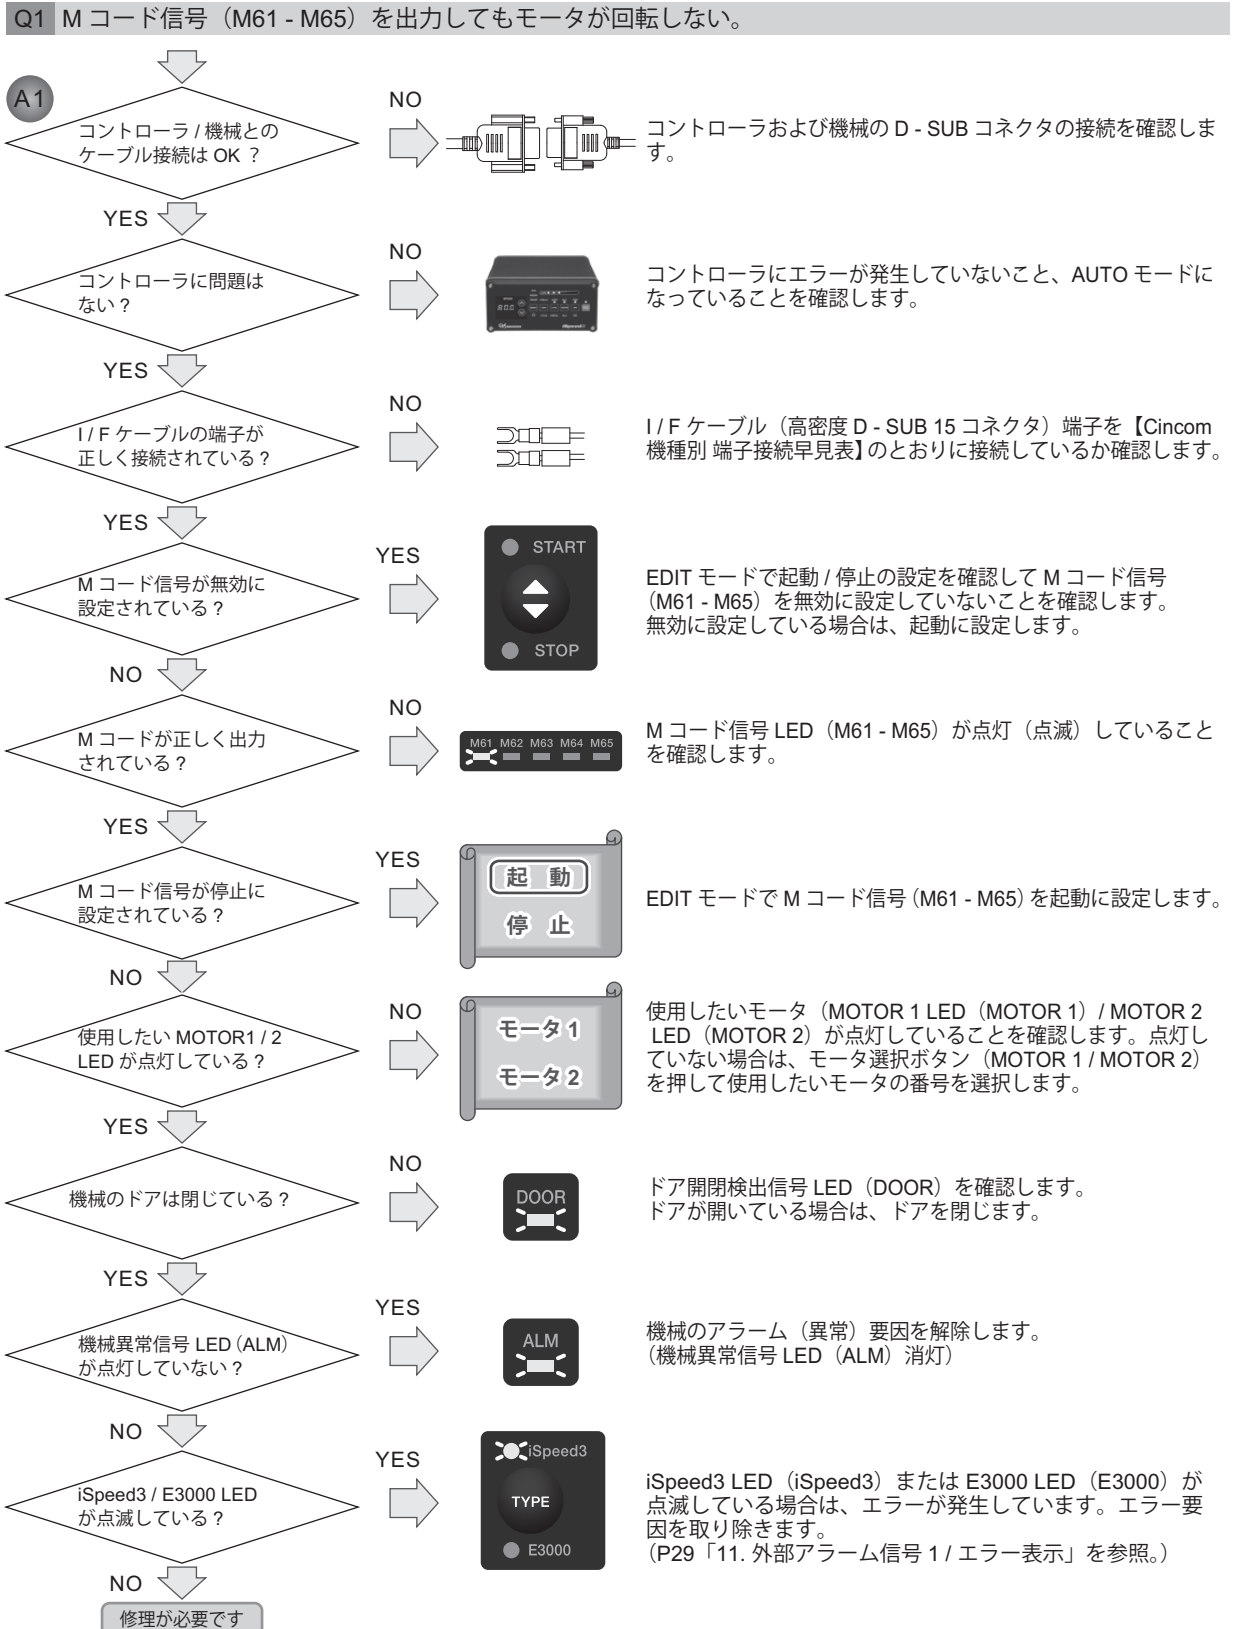 Q1 M コード信号（M61 - M65）を出力してもモータが回転しない。
A1
コントローラ / 機械との
ケーブル接続は OK ？
NO
コントローラおよび機械の D - SUB コネクタの接続を確認しま
す。
YES
コントローラに問題は
ない？
NO
コントローラにエラーが発生していないこと、AUTO モードに
なっていることを確認します。
YES
I / F ケーブルの端子が
正しく接続されている？
NO
I / F ケーブル（高密度 D - SUB 15 コネクタ）端子を【Cincom
機種別 端子接続早見表】のとおりに接続しているか確認します。
YES
M コード信号が無効に
設定されている？
YES
START
STOP
EDIT モードで起動 / 停止の設定を確認して M コード信号
（M61 - M65）を無効に設定していないことを確認します。
無効に設定している場合は、起動に設定します。
NO
M コードが正しく出力
されている？
NO
M61 M62 M63 M64 M65
M コード信号 LED（M61 - M65）が点灯（点滅）していること
を確認します。
YES
M コード信号が停止に
設定されている？
YES
起 動
停 止
EDIT モードで M コード信号（M61 - M65）を起動に設定します。
NO
使用したい MOTOR1 / 2
LED が点灯している？
NO
モータ 1
モータ 2
使用したいモータ（MOTOR 1 LED（MOTOR 1）/ MOTOR 2
LED（MOTOR 2）が点灯していることを確認します。点灯し
ていない場合は、モータ選択ボタン（MOTOR 1 / MOTOR 2）
を押して使用したいモータの番号を選択します。
YES
機械のドアは閉じている？
NO
DOOR
ドア開閉検出信号 LED（DOOR）を確認します。
ドアが開いている場合は、ドアを閉じます。
YES
機械異常信号 LED（ALM）
が点灯していない？
YES
ALM
機械のアラーム（異常）要因を解除します。
（機械異常信号 LED（ALM）消灯）
NO
iSpeed3 / E3000 LED
が点滅している？
YES
iSpeed3
TYPE
E3000
iSpeed3 LED（iSpeed3）または E3000 LED（E3000）が
点滅している場合は、エラーが発生しています。エラー要
因を取り除きます。
（P29「11. 外部アラーム信号 1 / エラー表示」を参照。）
NO
修理が必要です